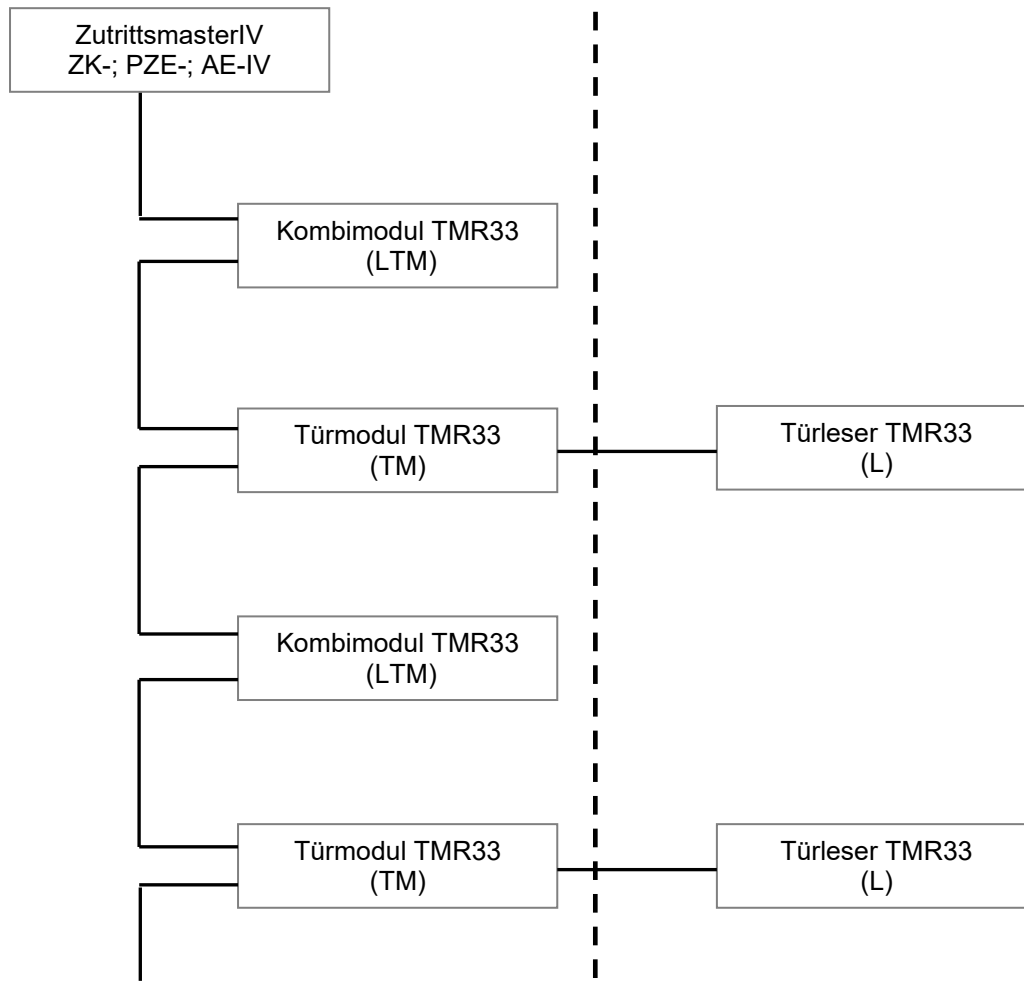 ZutrittsmasterIV
ZK-; PZE-; AE-IV
Kombimodul TMR33
(LTM)
Türmodul TMR33
(TM)
Türleser TMR33
(L)
Kombimodul TMR33
(LTM)
Türmodul TMR33
(TM)
Türleser TMR33
(L)